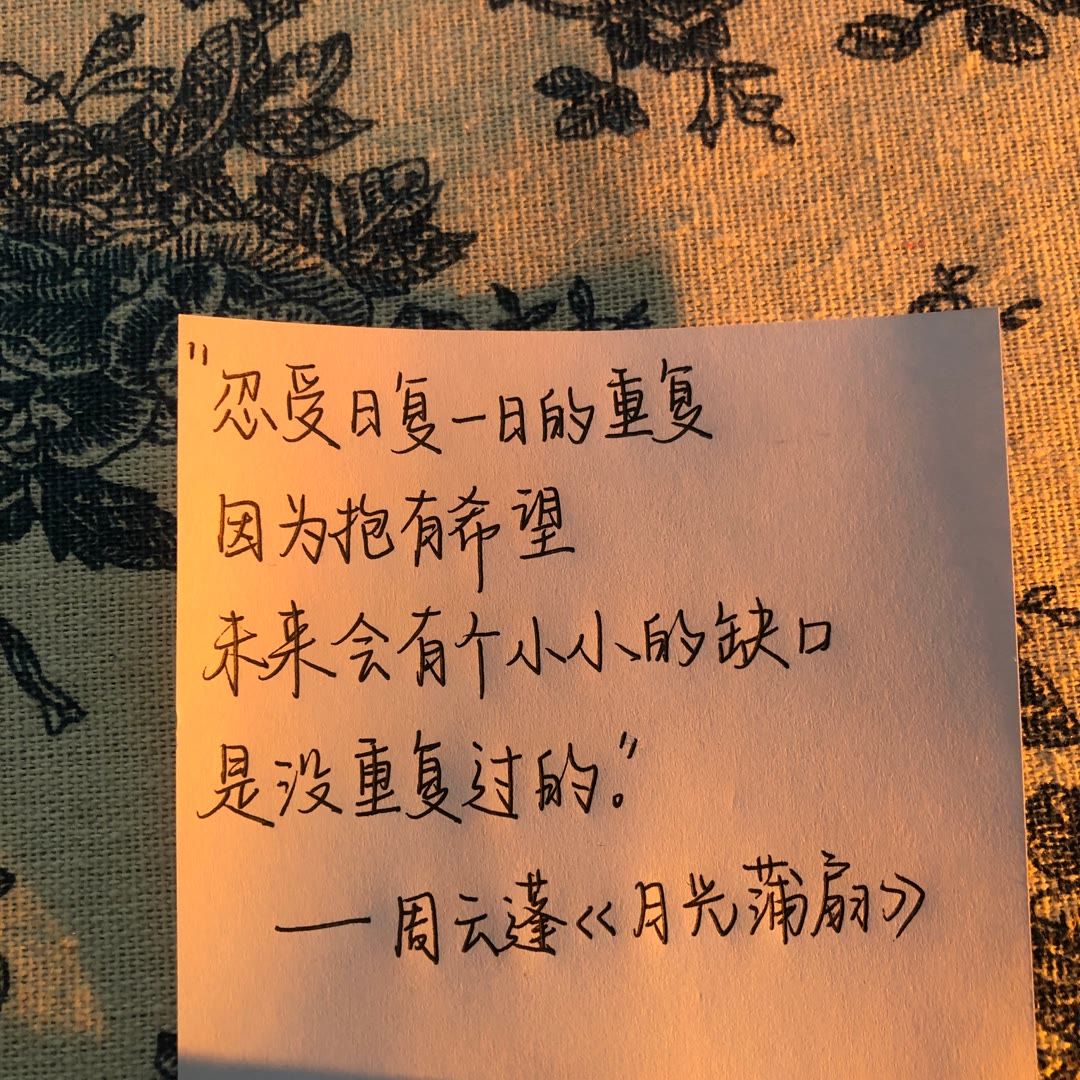 "忍受日复一日的重复
因为抱有希望
未来会有个小小的缺口
是没重复过的。"
——周云蓬《月光蒲扇》